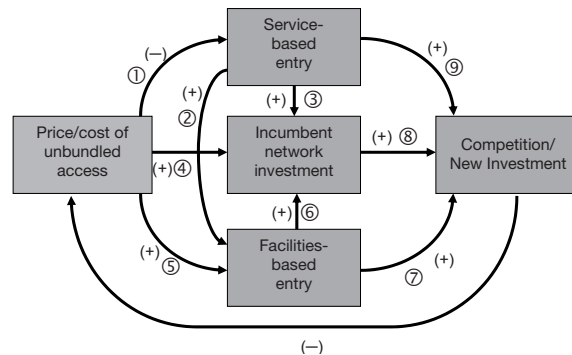 Service-
based
entry
(—)
①
(+)
②
(+) ③
(+)
⑨
Price/cost of
unbundled
access
(+)④
Incumbent
network
investment
(+) ⑧
Competition/
New Investment
(+) ⑥
(+)
⑤
Facilities-
based
entry
⑦ (+)
(—)